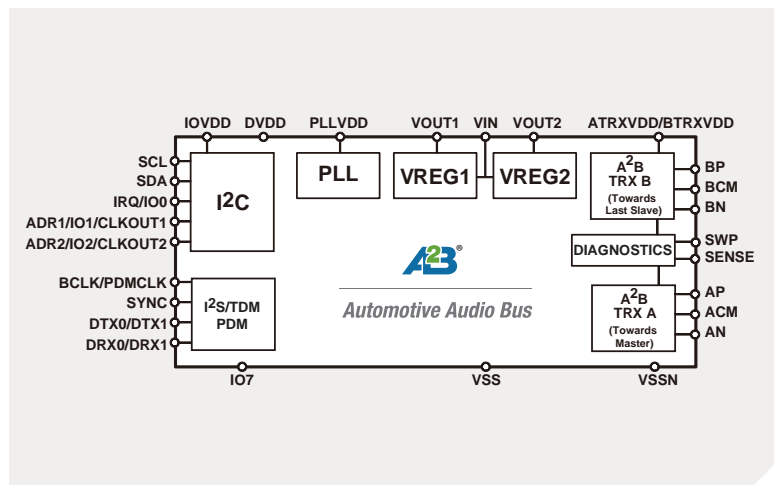 IOVDD DVDD PLLVDD VOUT1 VIN VOUT2 ATRXVDD/BTRXVDD
SCL
SDA
IRQ/IO0
ADR1/IO1/CLKOUT1
ADR2/IO2/CLKOUT2
I2C
PLL
VREG1
VREG2
A2B
TRX B
(Towards
Last Slave)
BP
BCM
BN
DIAGNOSTICS
SWP
SENSE
A2B®
Automotive Audio Bus
BCLK/PDMCLK
SYNC
DTX0/DTX1
DRX0/DRX1
I2S/TDM
PDM
A2B
TRX A
(Towards
Master)
AP
ACM
AN
IO7 VSS VSSN